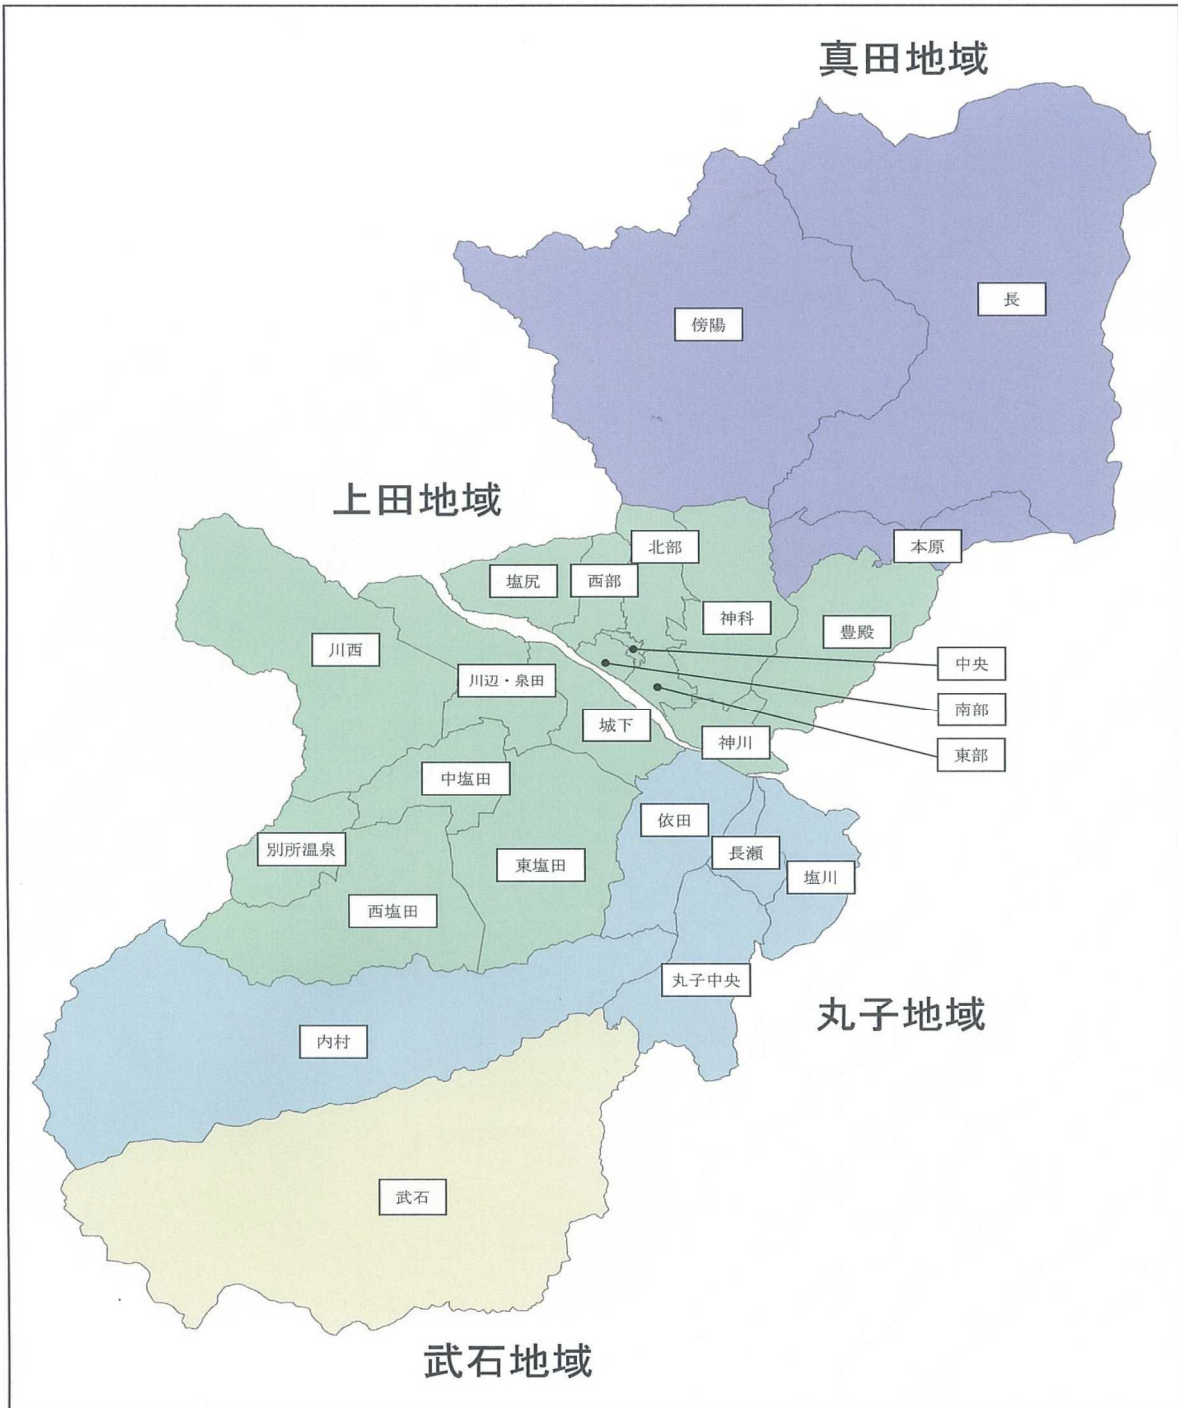 真田地域
長
傍陽
上田地域
北部
本原
塩尻
西部
神科
豊殿
川西
中央
川辺・泉田
南部
城下
神川
東部
中塩田
依田
別所温泉
長瀬
東塩田
塩川
西塩田
丸子中央
丸子地域
内村
武石
武石地域